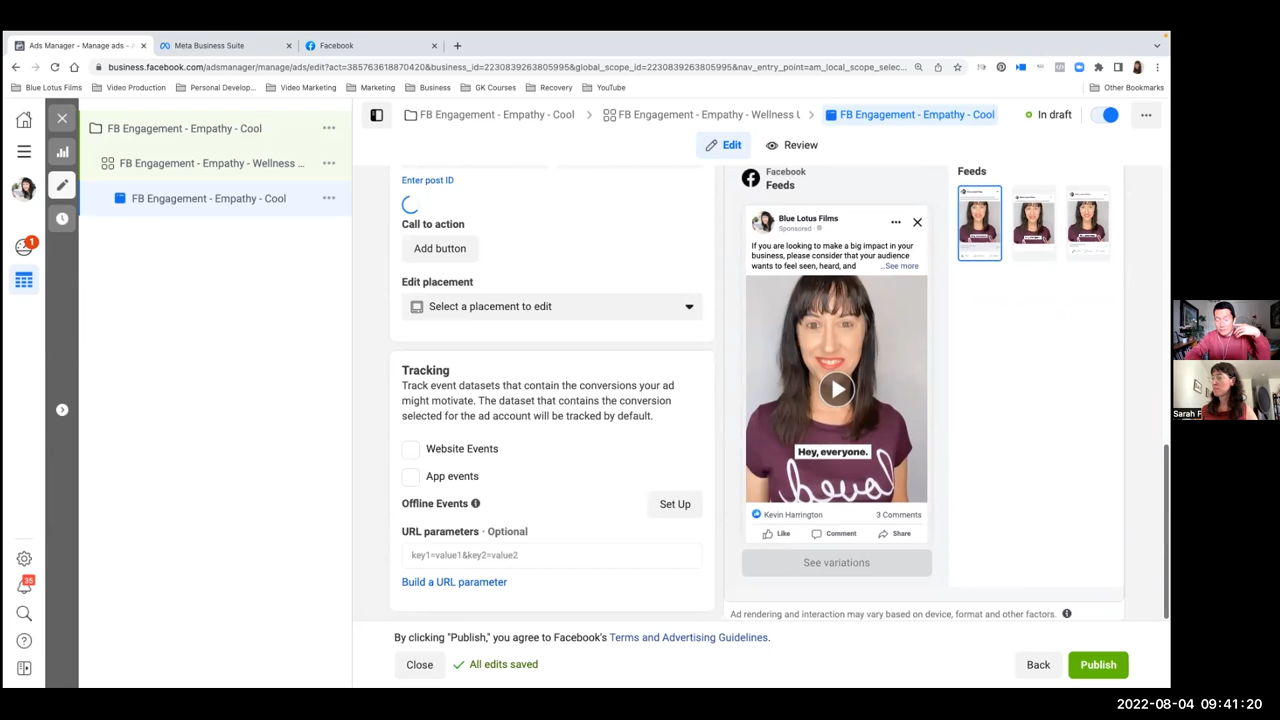 Ads Manager - Manage ads - A
Meta Business Suite
Facebook
business.facebook.com/adsmanager/manage/ads/edit?act=385763618870420&business_id=2230839263805995&global_scope_id=2230839263805995&nav_entry_point=am_local_scope_selec...
Blue Lotus Films
Video Production
Personal Develop...
Video Marketing
Marketing
Business
GK Courses
Recovery
YouTube
Other Bookmarks
FB Engagement - Empathy - Cool
FB Engagement - Empathy - Wellness ...
FB Engagement - Empathy - Cool
1
35
FB Engagement - Empathy - Cool
FB Engagement - Empathy - Wellness U
FB Engagement - Empathy - Cool
In draft
Edit
Review
Enter post ID
Call to action
Add button
Edit placement
Select a placement to edit
Tracking
Track event datasets that contain the conversions your ad
might motivate. The dataset that contains the conversion
selected for the ad account will be tracked by default.
Website Events
App events
Offline Events
Set Up
URL parameters · Optional
key1=value1&key2=value2
Build a URL parameter
Facebook
Feeds
Blue Lotus Films
Sponsored ·
If you are looking to make a big impact in your
business, please consider that your audience
wants to feel seen, heard, and ...See more
Hey, everyone.
Kevin Harrington
3 Comments
Like
Comment
Share
See variations
Feeds
Ad rendering and interaction may vary based on device, format and other factors.
By clicking "Publish," you agree to Facebook's Terms and Advertising Guidelines.
Close
All edits saved
Back
Publish
Sarah F
2022-08-04 09:41:20